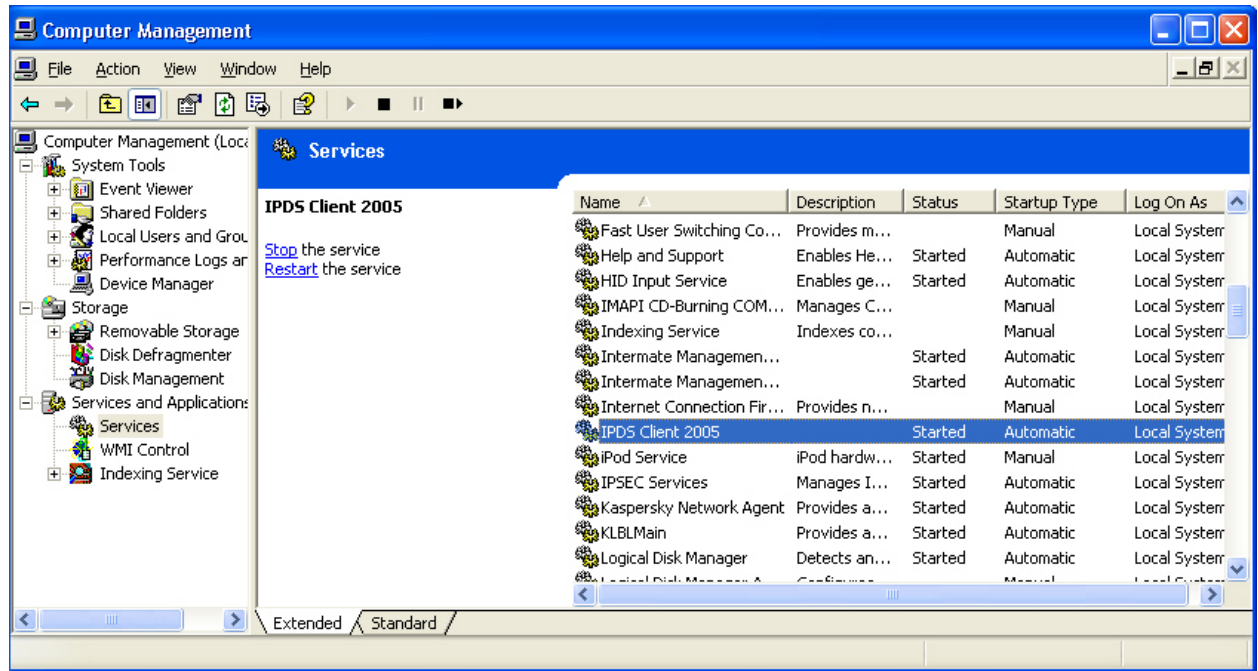 Computer Management
File Action View Window Help
Computer Management (Loca
System Tools
Event Viewer
Shared Folders
Local Users and Grou
Performance Logs an
Device Manager
Storage
Removable Storage
Disk Defragmenter
Disk Management
Services and Applications
Services
WMI Control
Indexing Service
Services
IPDS Client 2005
Stop the service
Restart the service
Name Description Status Startup Type Log On As
Fast User Switching Co... Provides m... Manual Local System
Help and Support Enables He... Started Automatic Local System
HID Input Service Enables ge... Started Automatic Local System
IMAPI CD-Burning COM... Manages C... Manual Local System
Indexing Service Indexes co... Manual Local System
Intermate Managemen... Started Automatic Local System
Intermate Managemen... Started Automatic Local System
Internet Connection Fir... Provides n... Manual Local System
IPDS Client 2005 Started Automatic Local System
iPod Service iPod hardw... Started Manual Local System
IPSEC Services Manages I... Started Automatic Local System
Kaspersky Network Agent Provides a... Started Automatic Local System
KLBLMain Provides a... Started Automatic Local System
Logical Disk Manager Detects an... Started Automatic Local System
Logical Disk Manager A... Configures... Manual Local System
Extended Standard